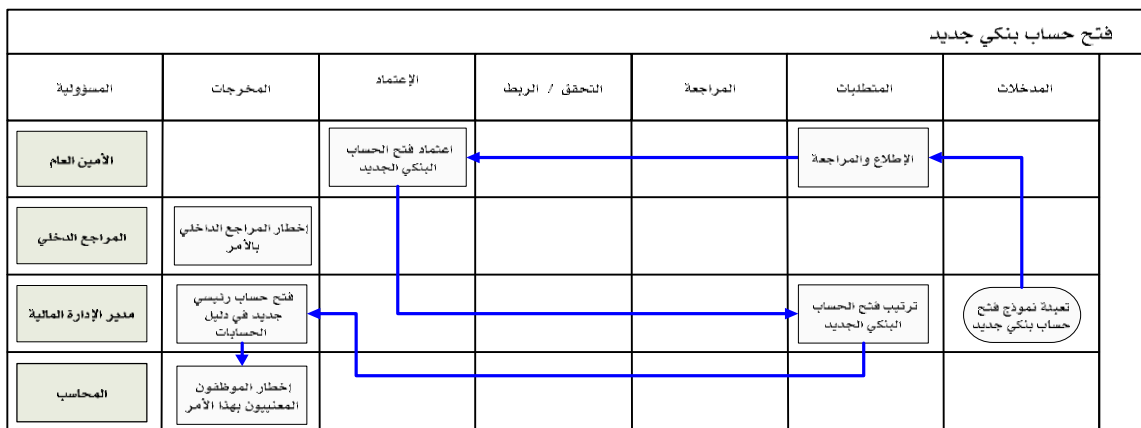 فتح حساب بنكي جديد
المدخلات
المتطلبات
المراجعة
التحقق / الربط
الإعتماد
المخرجات
المسؤولية
الإطلاع والمراجعة
اعتماد فتح الحساب
البنكي الجديد
الأمين العام
إخطار المراجع الداخلي
بالأمر
المراجع الدخلي
تعبئة نموذج فتح
حساب بنكي جديد
ترتيب فتح الحساب
البنكي الجديد
فتح حساب رئيسي
جديد في دليل
الحسابات
مدير الإدارة المالية
إخطار الموظفون
المعنييون بهذا الأمر
المحاسب